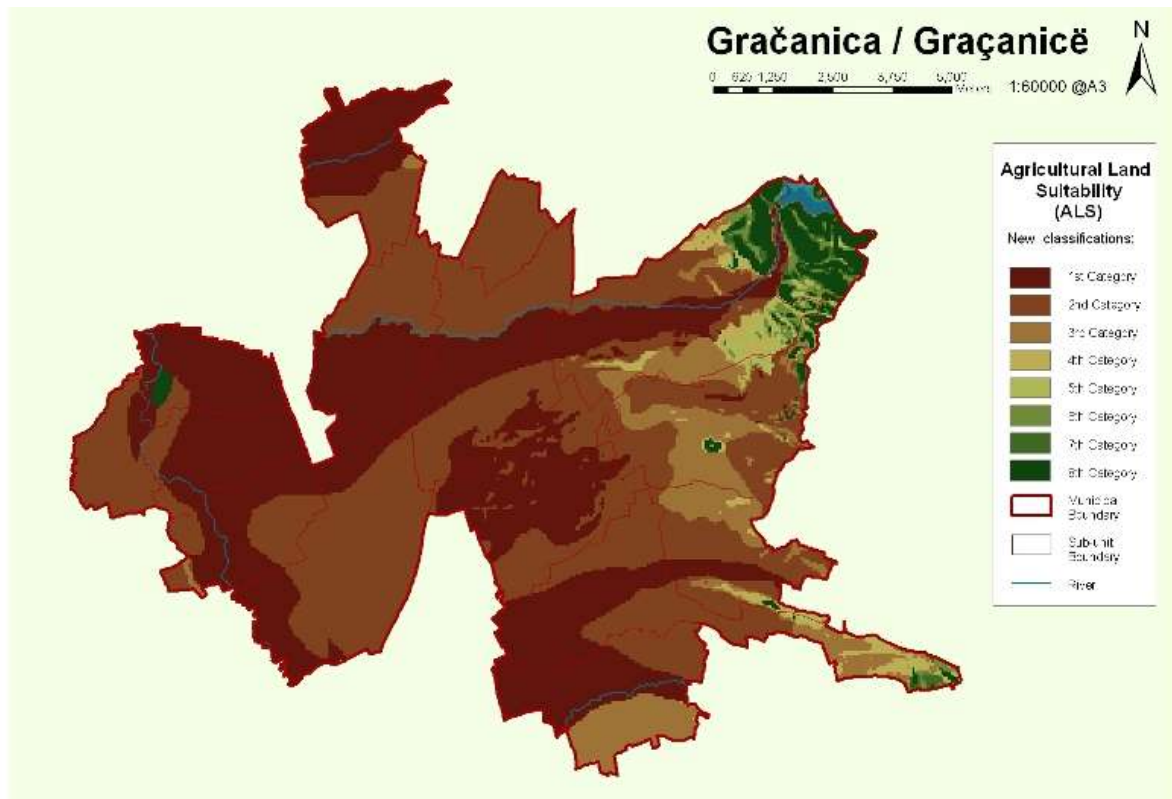 Gračanica / Graçanicë
N
0 625 1,250 2,500 3,750 5,000
Meters
1:60000 @A3
Agricultural Land
Suitability
(ALS)
New classifications:
1st Category
2nd Category
3rd Category
4th Category
5th Category
6th Category
7th Category
8th Category
Municipal
Boundary
Sub-unit
Boundary
River